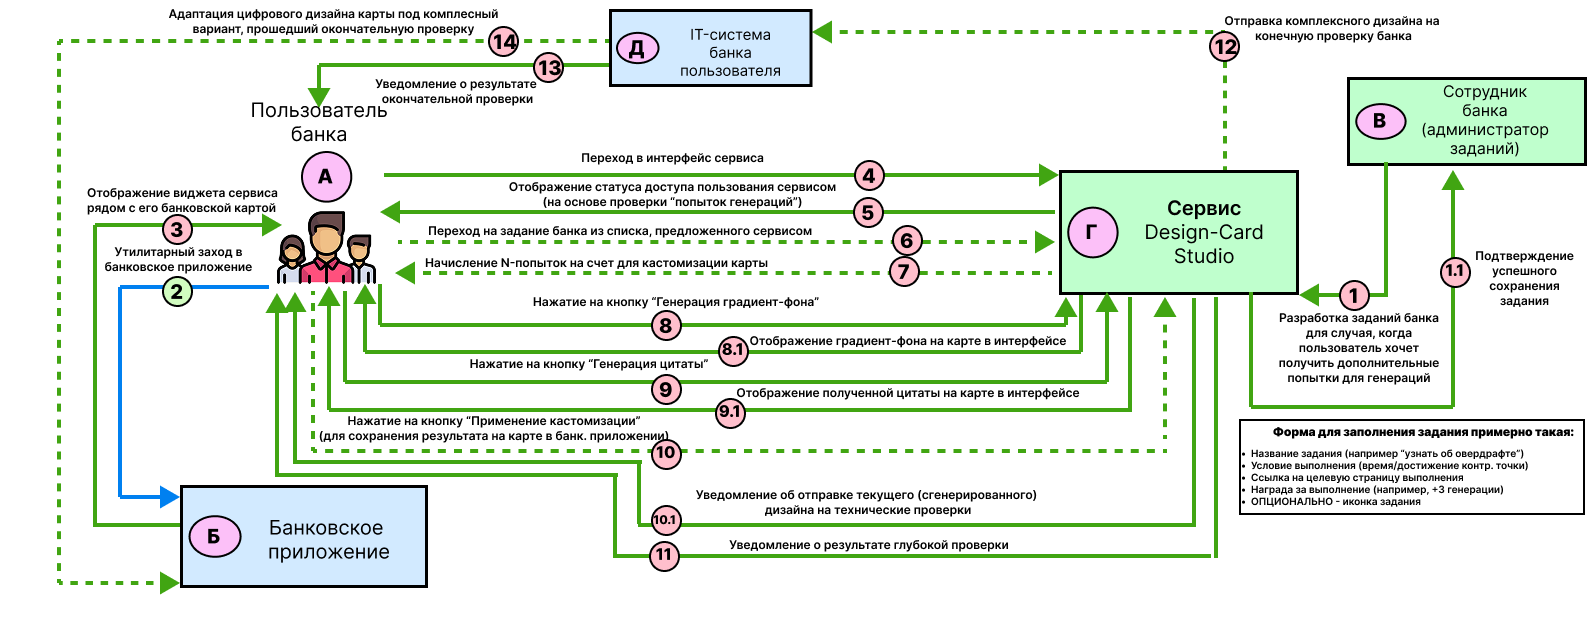 Адаптация цифрового дизайна карты под комплесный
вариант, прошедший окончательную проверку
14
13
Уведомление о результате
окончательной проверки
Д
IT-система
банка
пользователя
Отправка комплексного дизайна на
конечную проверку банка
12
В
Сотрудник
банка
(администратор
заданий)
Пользователь
банка
А
Переход в интерфейс сервиса
4
Отображение статуса доступа пользования сервисом
(на основе проверки “попыток генераций”)
5
Переход на задание банка из списка, предложенного сервисом
6
Начисление N-попыток на счет для кастомизации карты
7
Г
Сервис
Design-Card
Studio
Отображение виджета сервиса
рядом с его банковской картой
3
Утилитарный заход в
банковское приложение
2
1.1
Подтверждение
успешного
сохранения
задания
1
Разработка заданий банка
для случая, когда
пользователь хочет
получить дополнительные
попытки для генераций
Нажатие на кнопку “Генерация градиент-фона”
8
Отображение градиент-фона на карте в интерфейсе
8.1
Нажатие на кнопку “Генерация цитаты”
9
Отображение полученной цитаты на карте в интерфейсе
9.1
Нажатие на кнопку “Применение кастомизации”
(для сохранения результата на карте в банк. приложении)
10
Уведомление об отправке текущего (сгенерированного)
дизайна на технические проверки
10.1
Уведомление о результате глубокой проверки
11
Б
Банковское
приложение
Форма для заполнения задания примерно такая:
• Название задания (например “узнать об овердрафте”)
• Условие выполнения (время/достижение контр. точки)
• Ссылка на целевую страницу выполнения
• Награда за выполнение (например, +3 генерации)
• ОПЦИОНАЛЬНО - иконка задания